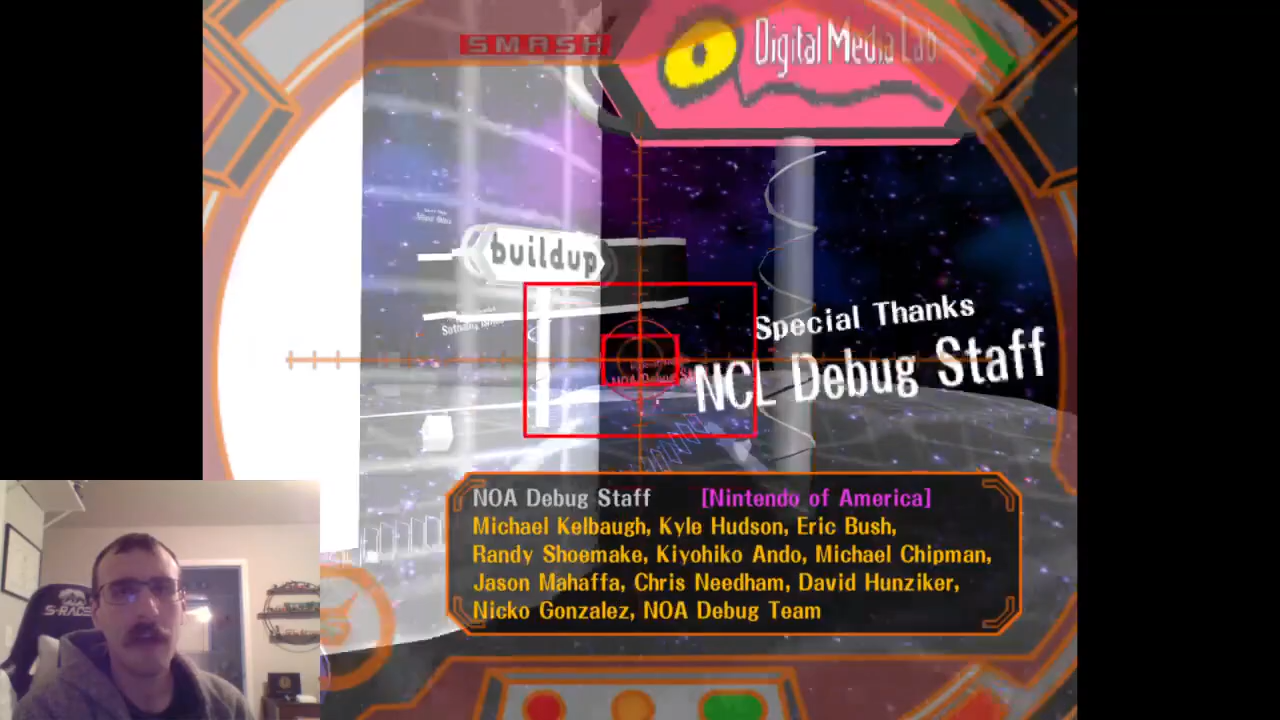 SMASH
Digital Media Lab
buildup
Special Thanks
NCL Debug Staff
NOA Debug
NOA Debug Staff [Nintendo of America]
Michael Kelbaugh, Kyle Hudson, Eric Bush,
Randy Shoemake, Kiyohiko Ando, Michael Chipman,
Jason Mahaffa, Chris Needham, David Hunziker,
Nicko Gonzalez, NOA Debug Team